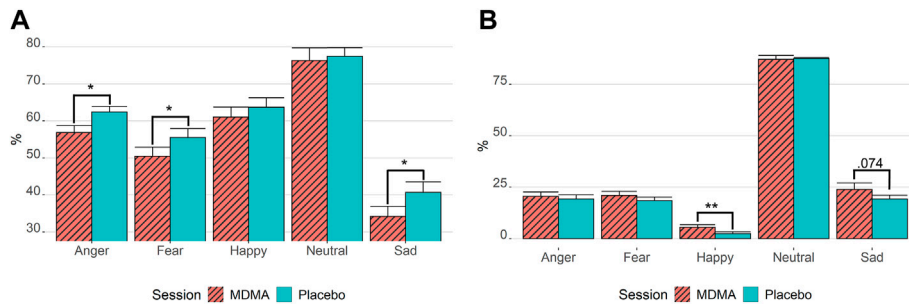 A
80
70
60
50
40
30
%
*
*
*
Anger Fear Happy Neutral Sad
Session MDMA Placebo
B
75
50
25
0
%
**
.074
Anger Fear Happy Neutral Sad
Session MDMA Placebo